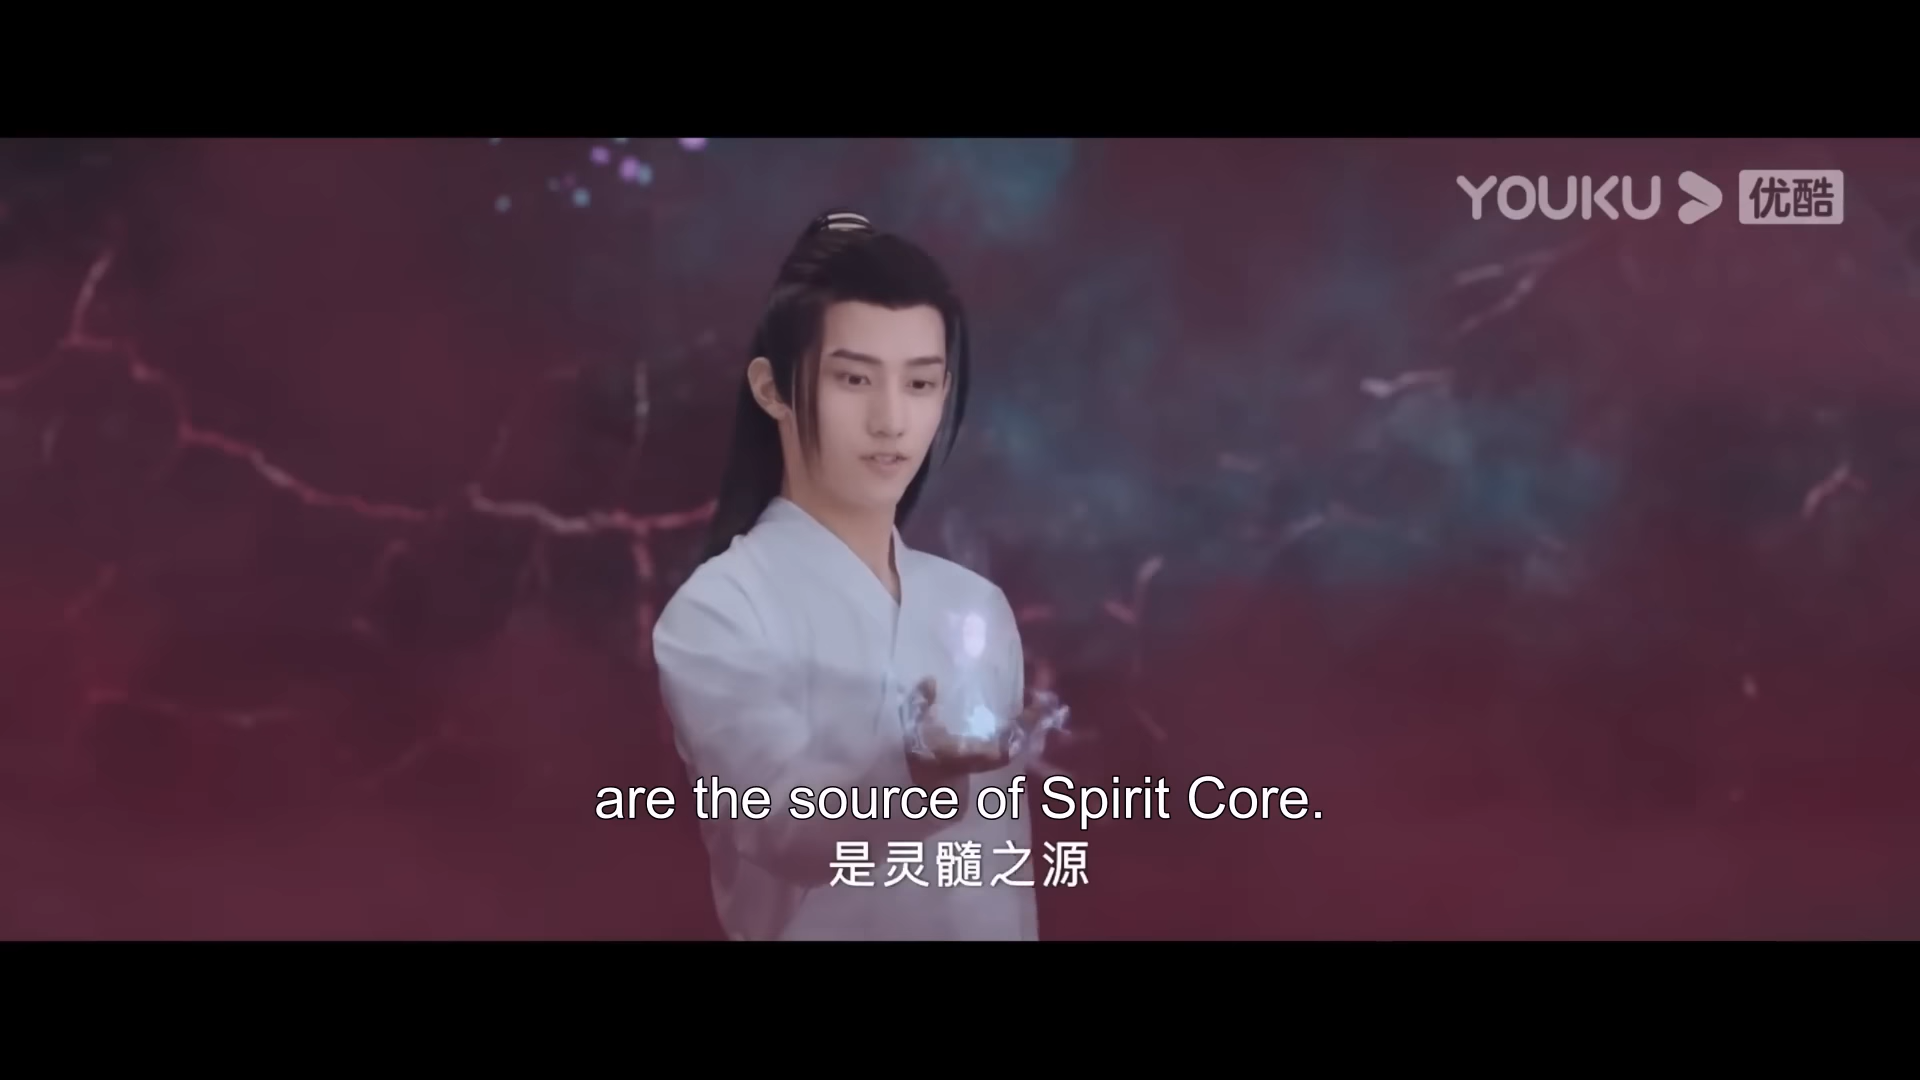 YOUKU 优酷
are the source of Spirit Core.
是灵髓之源